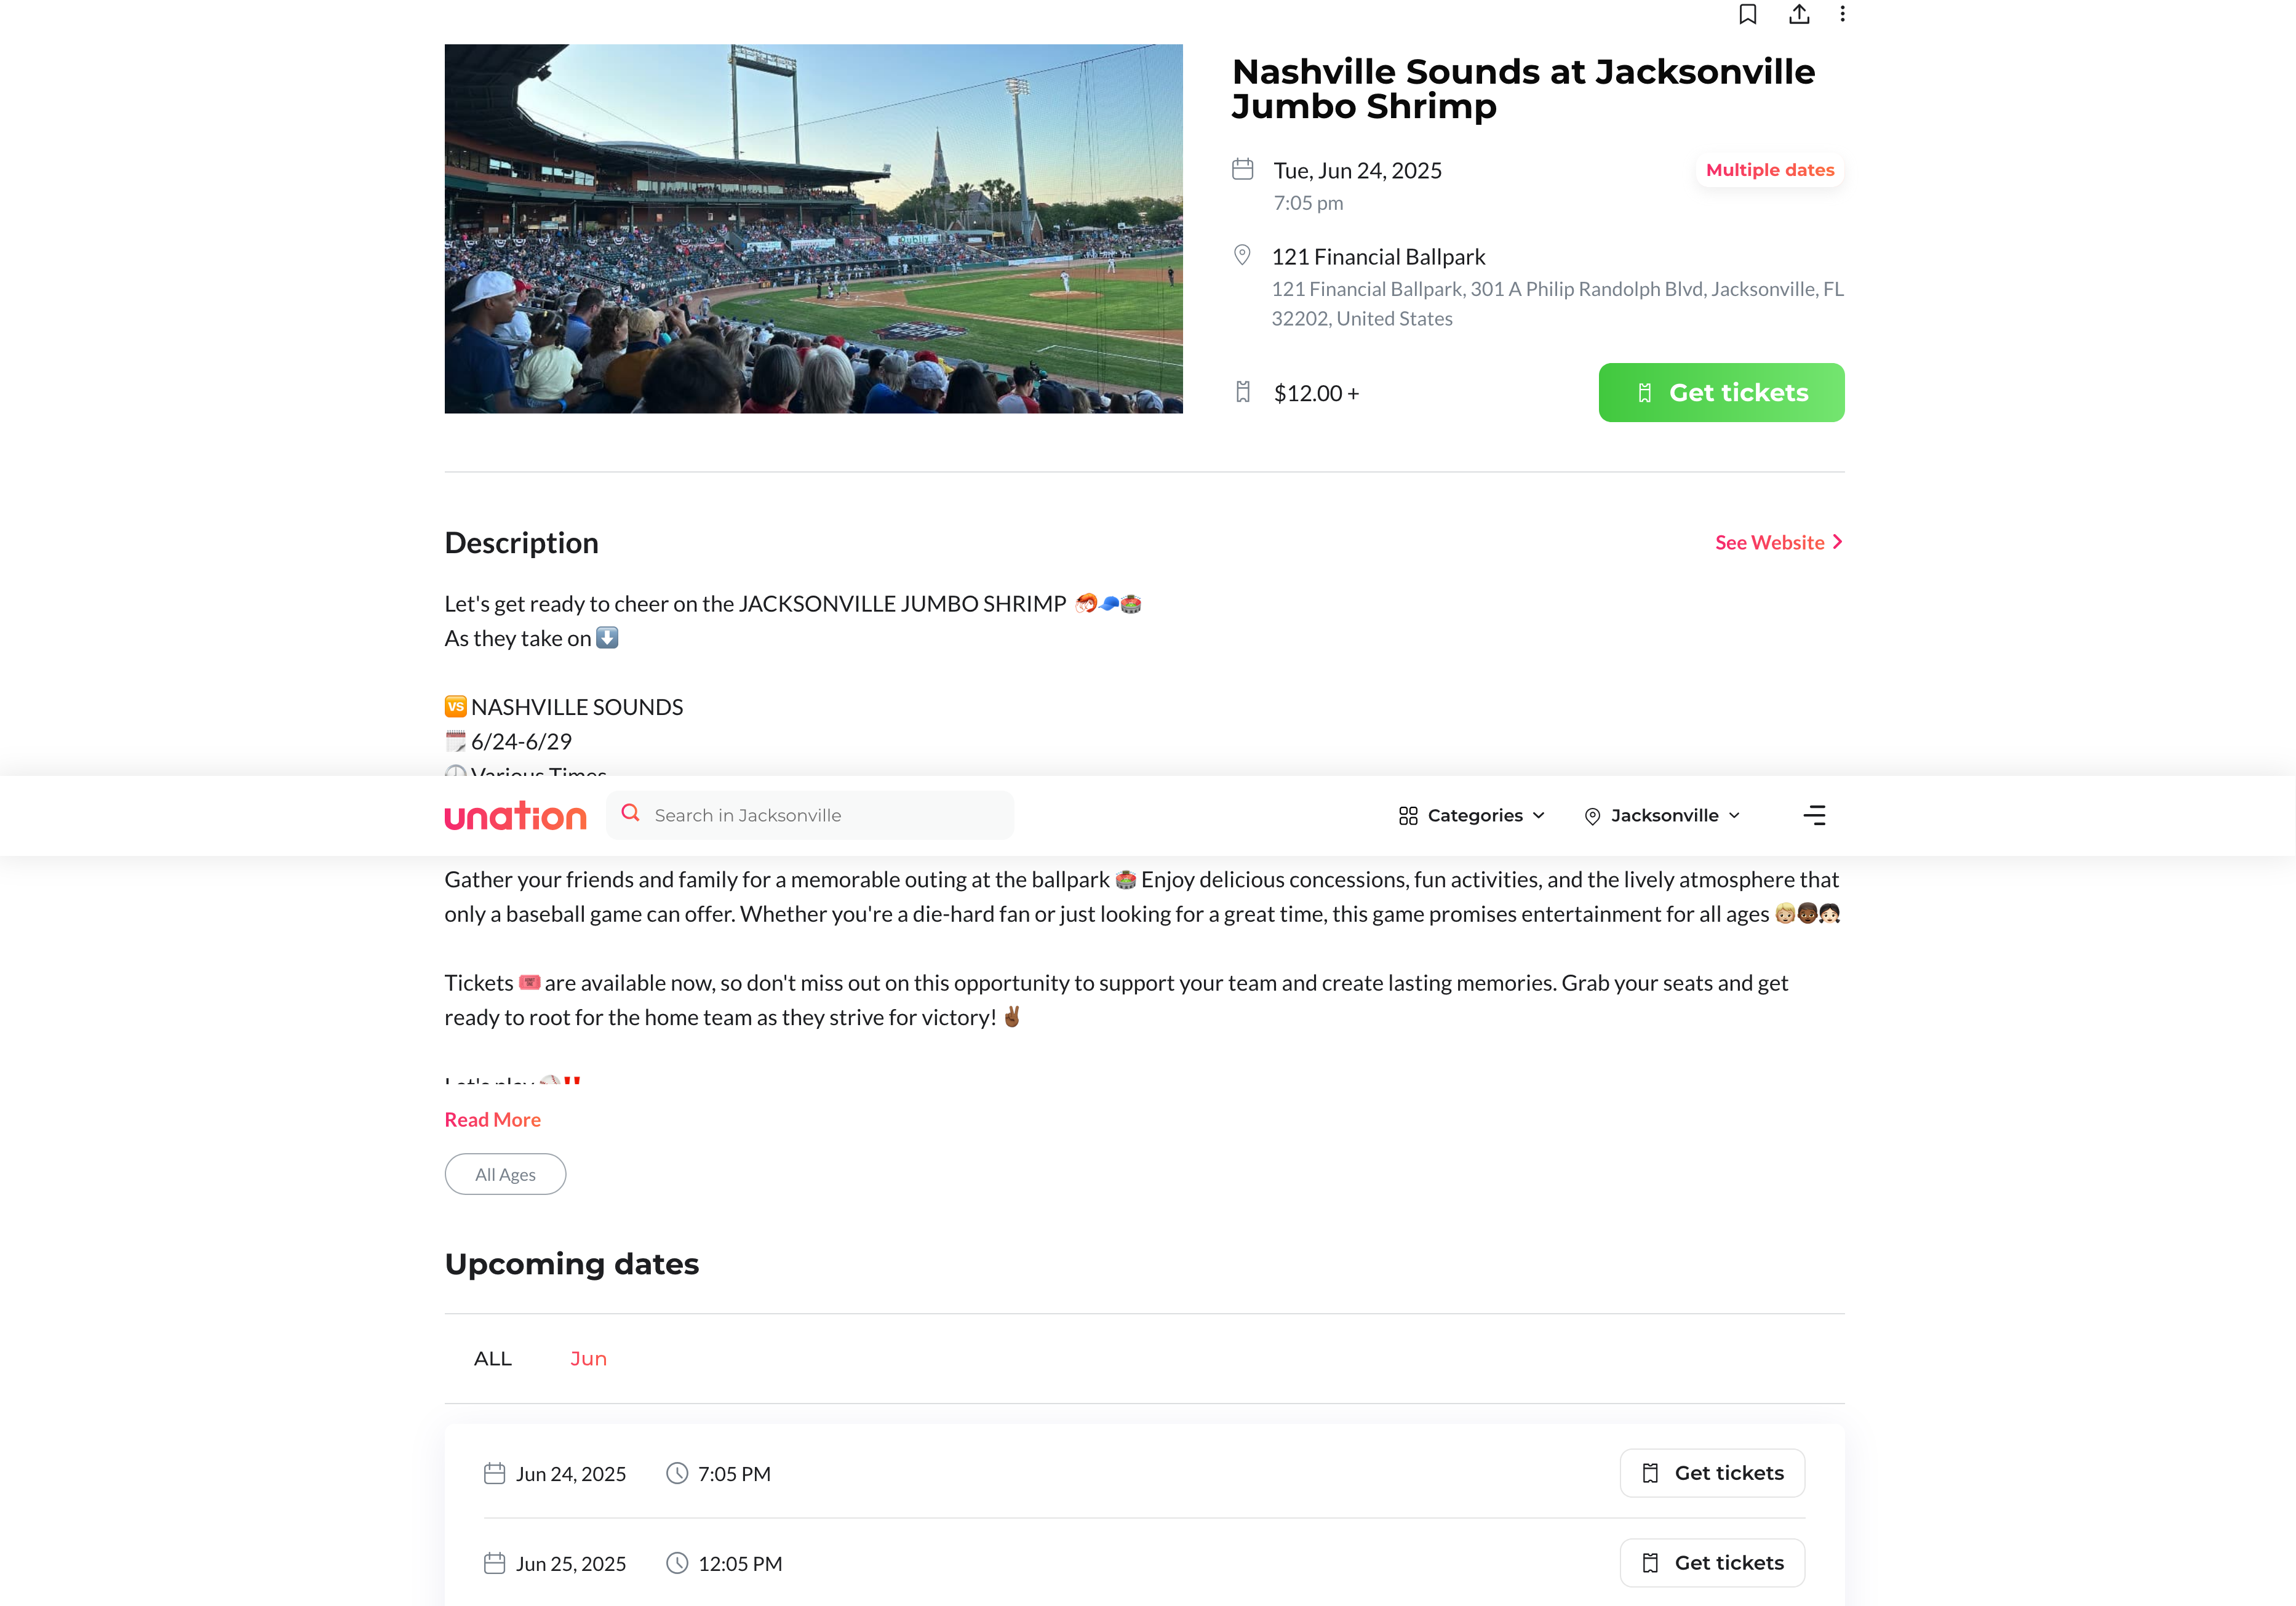 Nashville Sounds at Jacksonville
Jumbo Shrimp
Tue, Jun 24, 2025
Multiple dates
7:05 pm
121 Financial Ballpark
121 Financial Ballpark, 301 A Philip Randolph Blvd, Jacksonville, FL
32202, United States
$12.00 +
Get tickets
Publix
Description
See Website
Let's get ready to cheer on the JACKSONVILLE JUMBO SHRIMP 🍤🧢🏟️
As they take on ⬇️
🆚 NASHVILLE SOUNDS
🗓️ 6/24-6/29
🕛 Various Times
unation
Search in Jacksonville
Categories
Jacksonville
Gather your friends and family for a memorable outing at the ballpark 🏟️ Enjoy delicious concessions, fun activities, and the lively atmosphere that
only a baseball game can offer. Whether you're a die-hard fan or just looking for a great time, this game promises entertainment for all ages 🧒🏼👦🏾👧🏻
Tickets 🎟️ are available now, so don't miss out on this opportunity to support your team and create lasting memories. Grab your seats and get
ready to root for the home team as they strive for victory! ✌🏾
Let's play ⚾‼️
Read More
All Ages
Upcoming dates
ALL
Jun
Jun 24, 2025
7:05 PM
Get tickets
Jun 25, 2025
12:05 PM
Get tickets